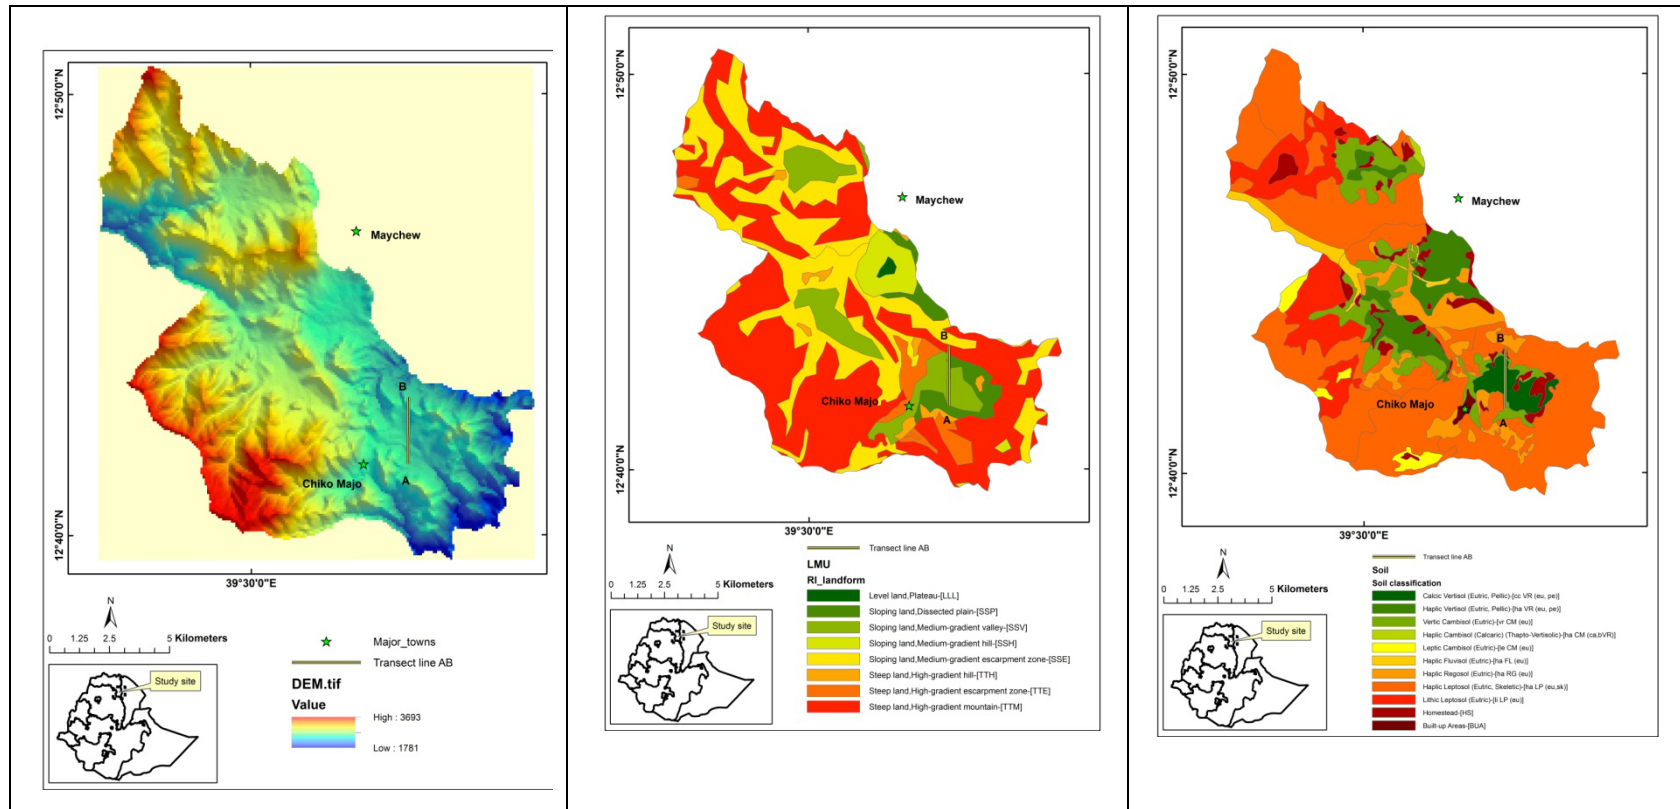 12°50'0"N
Maychew
B
Chiko Majo
A
12°40'0"N
39°30'0"E
N
0 1.25 2.5 5 Kilometers
Study site
Major_towns
Transect line AB
DEM.tif
Value
High : 3693
Low : 1781
12°50'0"N
Maychew
B
Chiko Majo
A
12°40'0"N
39°30'0"E
N
0 1.25 2.5 5 Kilometers
Study site
Transect line AB
LMU
RI_landform
Level land,Plateau-[LLL]
Sloping land,Dissected plain-[SSP]
Sloping land,Medium-gradient valley-[SSV]
Sloping land,Medium-gradient hill-[SSH]
Sloping land,Medium-gradient escarpment zone-[SSE]
Steep land,High-gradient hill-[TTH]
Steep land,High-gradient escarpment zone-[TTE]
Steep land,High-gradient mountain-[TTM]
12°50'0"N
Maychew
B
Chiko Majo
A
12°40'0"N
39°30'0"E
N
0 1.25 2.5 5 Kilometers
Study site
Transect line AB
Soil
Soil classification
Calcic Vertisol (Eutric, Pellic)-[cc VR (eu, pe)]
Haplic Vertisol (Eutric, Pellic)-[ha VR (eu, pe)]
Vertic Cambisol (Eutric)-[vr CM (eu)]
Haplic Cambisol (Calcaric) (Thapto-Vertisolic)-[ha CM (ca,bVR)]
Leptic Cambisol (Eutric)-[le CM (eu)]
Haplic Fluvisol (Eutric)-[ha FL (eu)]
Haplic Regosol (Eutric)-[ha RG (eu)]
Haplic Leptosol (Eutric, Skeletic)-[ha LP (eu,sk)]
Lithic Leptosol (Eutric)-[li LP (eu)]
Homestead-[HS]
Built-up Areas-[BUA]